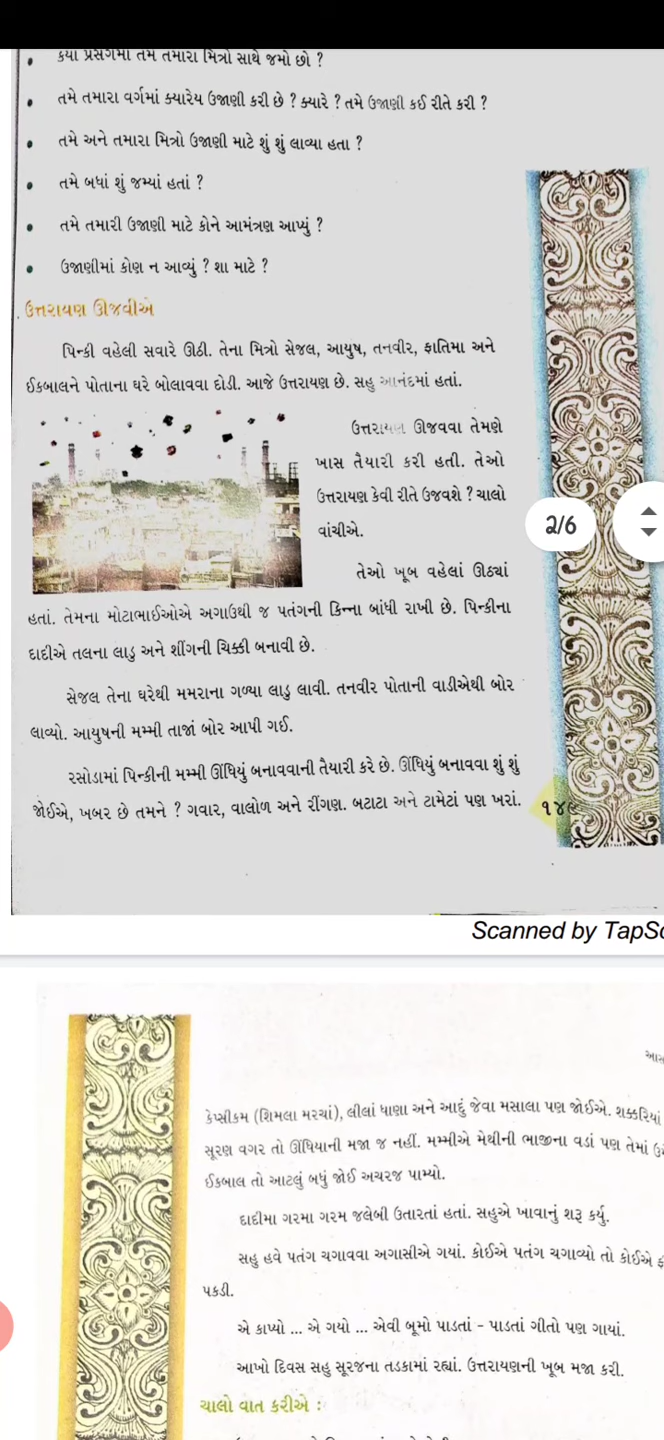 કયા પ્રસંગમાં તમે તમારા મિત્રો સાથે જમો છો ?
તમે તમારા વર્ગમાં ક્યારેય ઉજાણી કરી છે ? ક્યારે ? તમે ઉજાણી કઈ રીતે કરી ?
તમે અને તમારા મિત્રો ઉજાણી માટે શું શું લાવ્યા હતા ?
તમે બધાં શું જમ્યાં હતાં ?
તમે તમારી ઉજાણી માટે કોને આમંત્રણ આપ્યું ?
ઉજાણીમાં કોણ ન આવ્યું ? શા માટે ?
ઉત્તરાયણ ઊજવીએ
પિન્કી વહેલી સવારે ઊઠી. તેના મિત્રો સેજલ, આયુષ, તનવીર, ફાતિમા અને
ઈકબાલને પોતાના ઘરે બોલાવવા દોડી. આજે ઉત્તરાયણ છે. સહુ આનંદમાં હતાં.
ઉત્તરાયણ ઊજવવા તેમણે
ખાસ તૈયારી કરી હતી. તેઓ
ઉત્તરાયણ કેવી રીતે ઉજવશે ? ચાલો
વાંચીએ.
2/6
તેઓ ખૂબ વહેલાં ઊઠ્યાં
હતાં. તેમના મોટાભાઈઓએ અગાઉથી જ પતંગની કિન્ના બાંધી રાખી છે. પિન્કીના
દાદીએ તલના લાડુ અને શીંગની ચિક્કી બનાવી છે.
સેજલ તેના ઘરેથી મમરાના ગળ્યા લાડુ લાવી. તનવીર પોતાની વાડીએથી બોર
લાવ્યો. આયુષની મમ્મી તાજાં બોર આપી ગઈ.
રસોડામાં પિન્કીની મમ્મી ઊંધિયું બનાવવાની તૈયારી કરે છે. ઊંધિયું બનાવવા શું શું
જોઈએ, ખબર છે તમને ? ગવાર, વાલોળ અને રીંગણ. બટાટા અને ટામેટાં પણ ખરાં.
Scanned by
કેપ્સીકમ (શિમલા મરચાં), લીલાં ધાણા અને આદું જેવા મસાલા પણ જોઈએ. શક્કરિયાં
સૂરણ વગર તો ઊંધિયાની મજા જ નહીં. મમ્મીએ મેથીની ભાજીના વડાં પણ તેમાં
ઈકબાલ તો આટલું બધું જોઈ અચરજ પામ્યો.
દાદીમા ગરમા ગરમ જલેબી ઉતારતાં હતાં. સહુએ ખાવાનું શરૂ કર્યુ.
સહુ હવે પતંગ ચગાવવા અગાસીએ ગયાં. કોઈએ પતંગ ચગાવ્યો તો કોઈએ
પકડી.
એ કાપ્યો ... એ ગયો ... એવી બૂમો પાડતાં - પાડતાં ગીતો પણ ગાયાં.
આખો દિવસ સહુ સૂરજના તડકામાં રહ્યાં. ઉત્તરાયણની ખૂબ મજા કરી.
ચાલો વાત કરીએ :